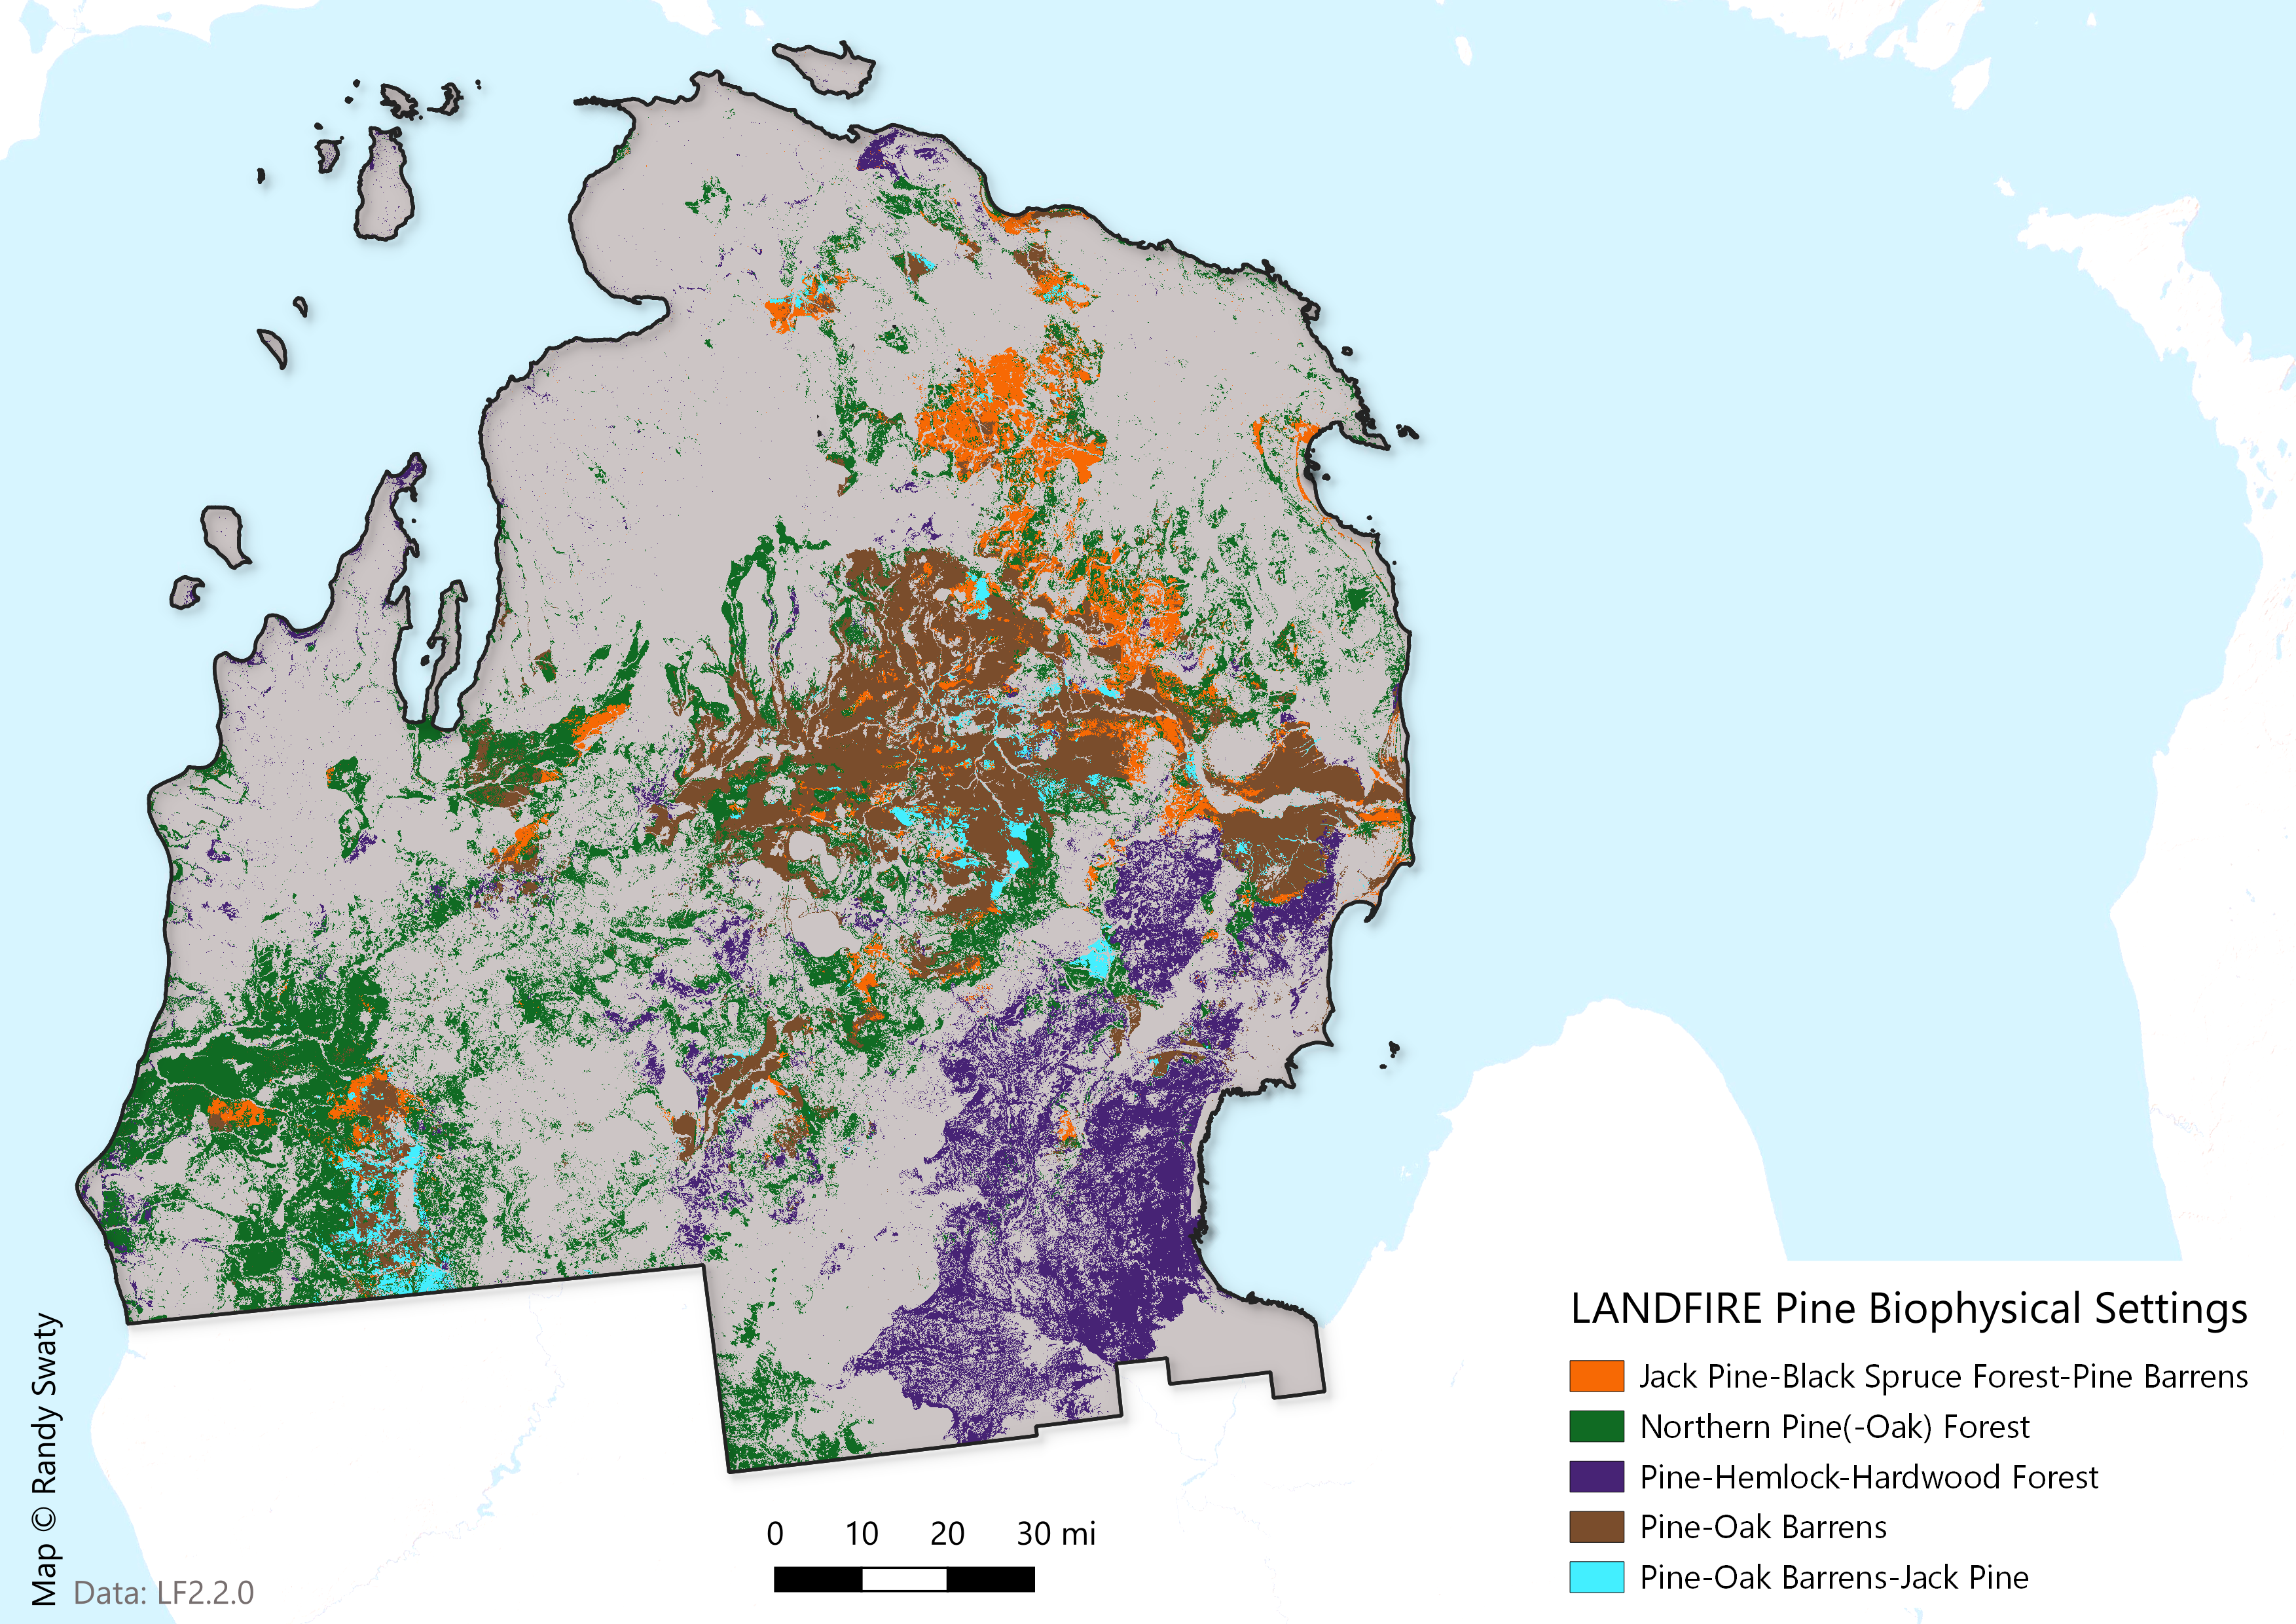 LANDFIRE Pine Biophysical Settings
Jack Pine-Black Spruce Forest-Pine Barrens
Northern Pine(-Oak) Forest
Pine-Hemlock-Hardwood Forest
Pine-Oak Barrens
Pine-Oak Barrens-Jack Pine
0 10 20 30 mi
Map © Randy Swaty
Data: LF2.2.0